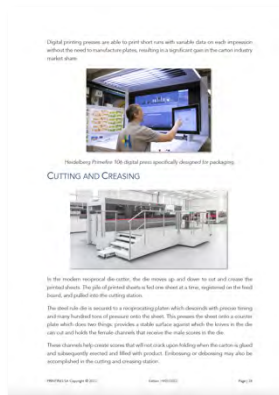 Digital printing presses are able to print short runs with variable data on each impression
without the need to manufacture plates, resulting in a significant gain in the carton industry
market share.
Heidelberg Primefire 106 digital press specifically designed for packaging.
CUTTING AND CREASING
In the modern reciprocal die-cutter, the die moves up and down to cut and crease the
printed sheets. The pile of printed sheets is fed one sheet at a time, registered on the feed
board, and pulled into the cutting station.
The steel rule die is secured to a reciprocating platen which descends with precise timing
and many hundred tons of pressure onto the sheet. This presses the sheet onto a counter
plate which does two things: provides a stable surface against which the knives in the die
can cut and holds the female channels that receive the male scores in the die.
These channels help create scores that will not crack upon folding when the carton is glued
and subsequently erected and filled with product. Embossing or debossing may also be
accomplished in the cutting and creasing station.
PRINTING SA Copyright ©
Page |